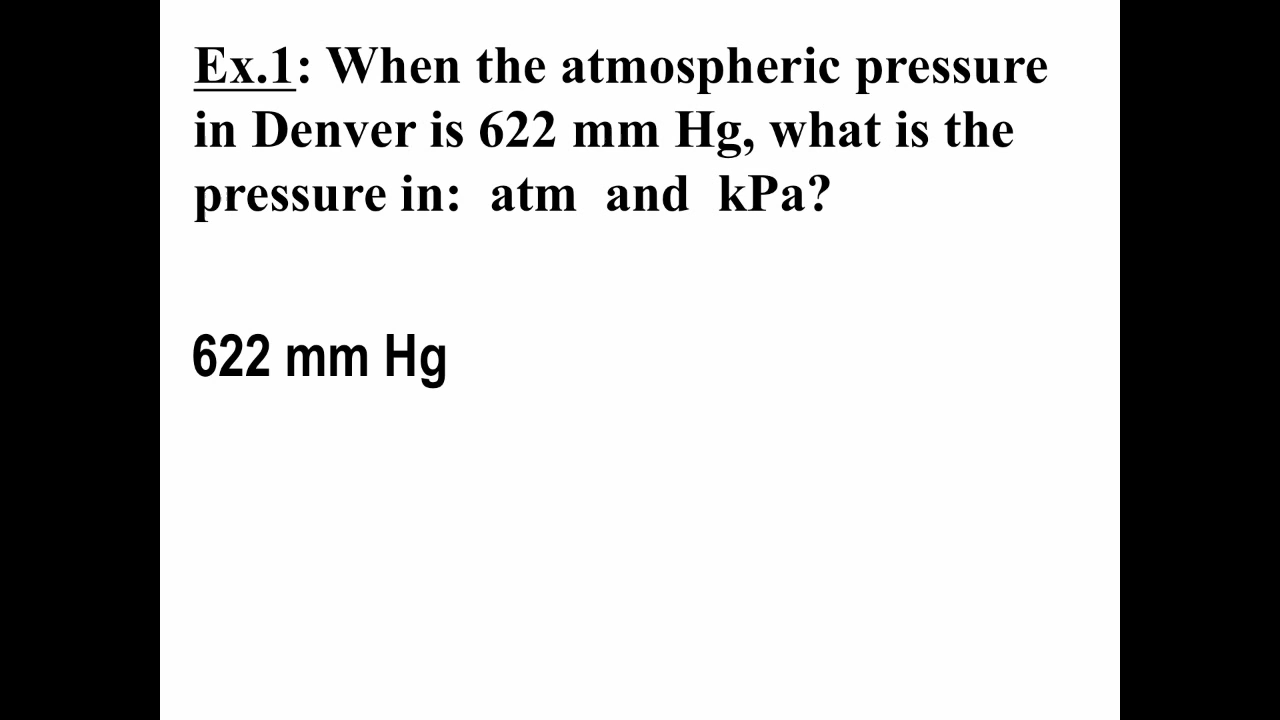 Ex.1: When the atmospheric pressure
in Denver is 622 mm Hg, what is the
pressure in: atm and kPa?
622 mm Hg